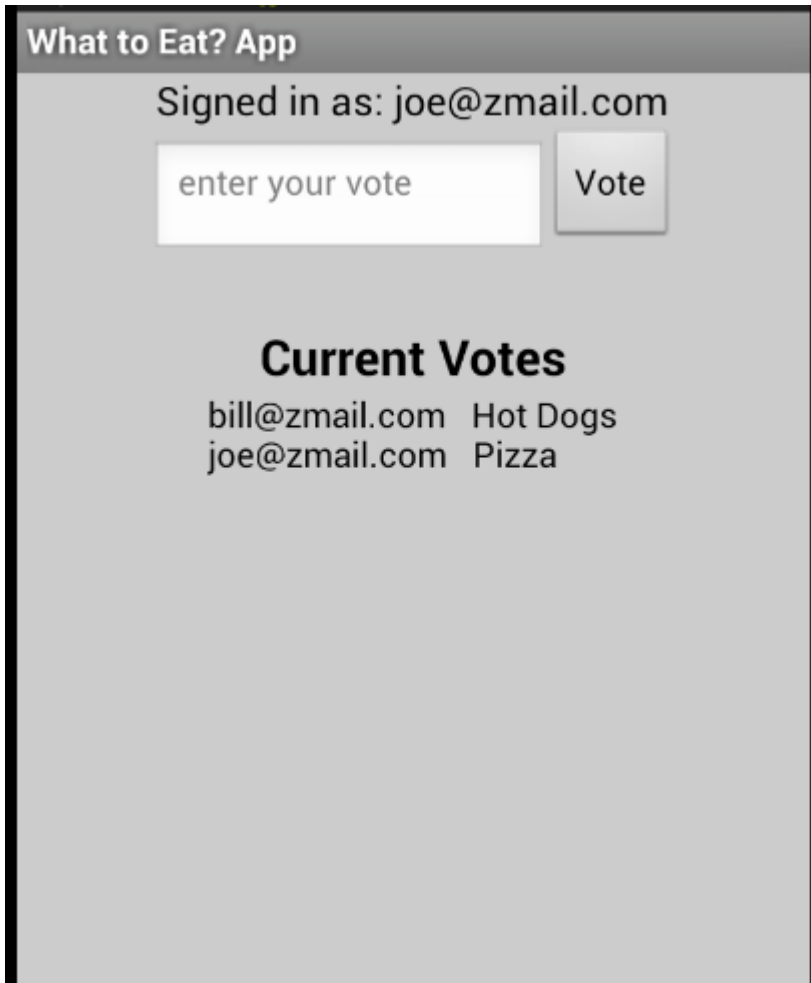 What to Eat? App
Signed in as: joe@zmail.com
enter your vote
Vote
Current Votes
bill@zmail.com Hot Dogs
joe@zmail.com Pizza